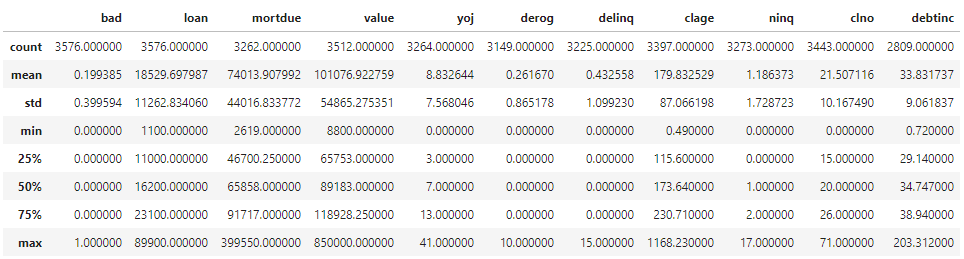 bad loan mortdue value yoj derog delinq clage ninq clno debtinc
count 3576.000000 3576.000000 3262.000000 3512.000000 3264.000000 3149.000000 3225.000000 3397.000000 3273.000000 3443.000000 2809.000000
mean 0.199385 18529.697987 74013.907992 101076.922759 8.832644 0.261670 0.432558 179.832529 1.186373 21.507116 33.831737
std 0.399594 11262.834060 44016.833772 54865.275351 7.568046 0.865178 1.099230 87.066198 1.728723 10.167490 9.061837
min 0.000000 1100.000000 2619.000000 8800.000000 0.000000 0.000000 0.000000 0.490000 0.000000 0.000000 0.720000
25% 0.000000 11000.000000 46700.250000 65753.000000 3.000000 0.000000 0.000000 115.600000 0.000000 15.000000 29.140000
50% 0.000000 16200.000000 65858.000000 89183.000000 7.000000 0.000000 0.000000 173.640000 1.000000 20.000000 34.747000
75% 0.000000 23100.000000 91717.000000 118928.250000 13.000000 0.000000 0.000000 230.710000 2.000000 26.000000 38.940000
max 1.000000 89900.000000 399550.000000 850000.000000 41.000000 10.000000 15.000000 1168.230000 17.000000 71.000000 203.312000